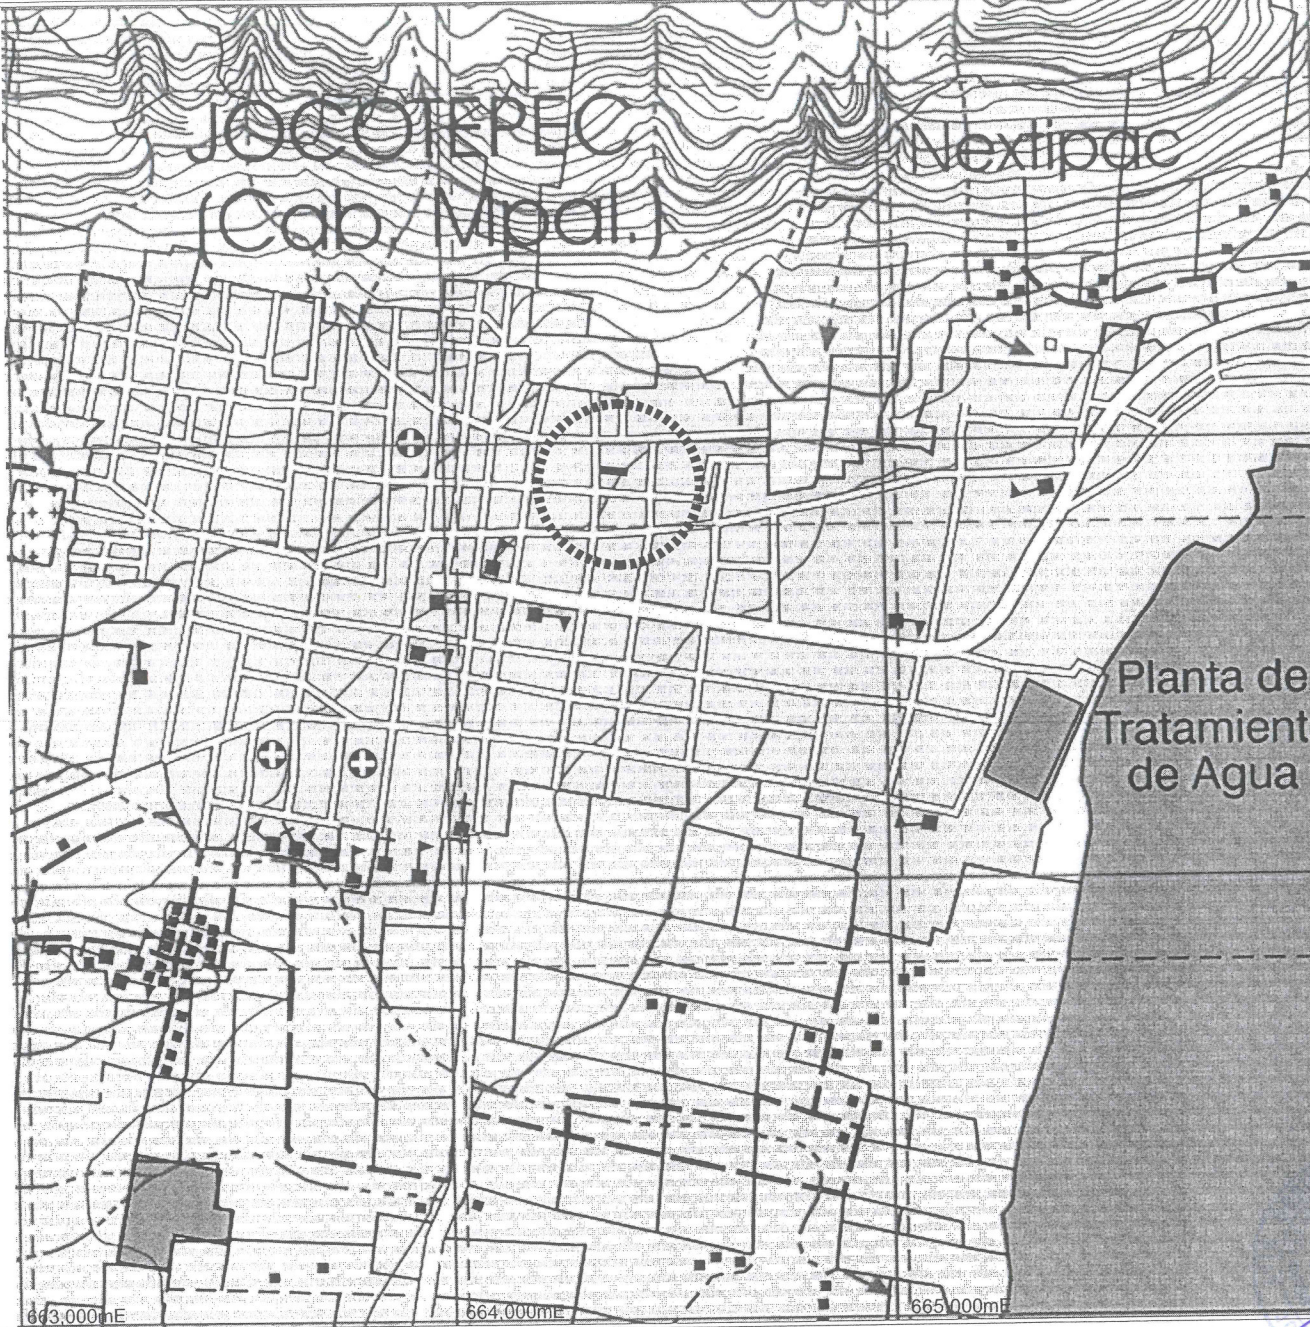 JOCOTEPEC
(Cab. Mpal.)
Nextipac
Planta de
Tratamient
de Agua
663,000mE
664,000mE
665,000mE